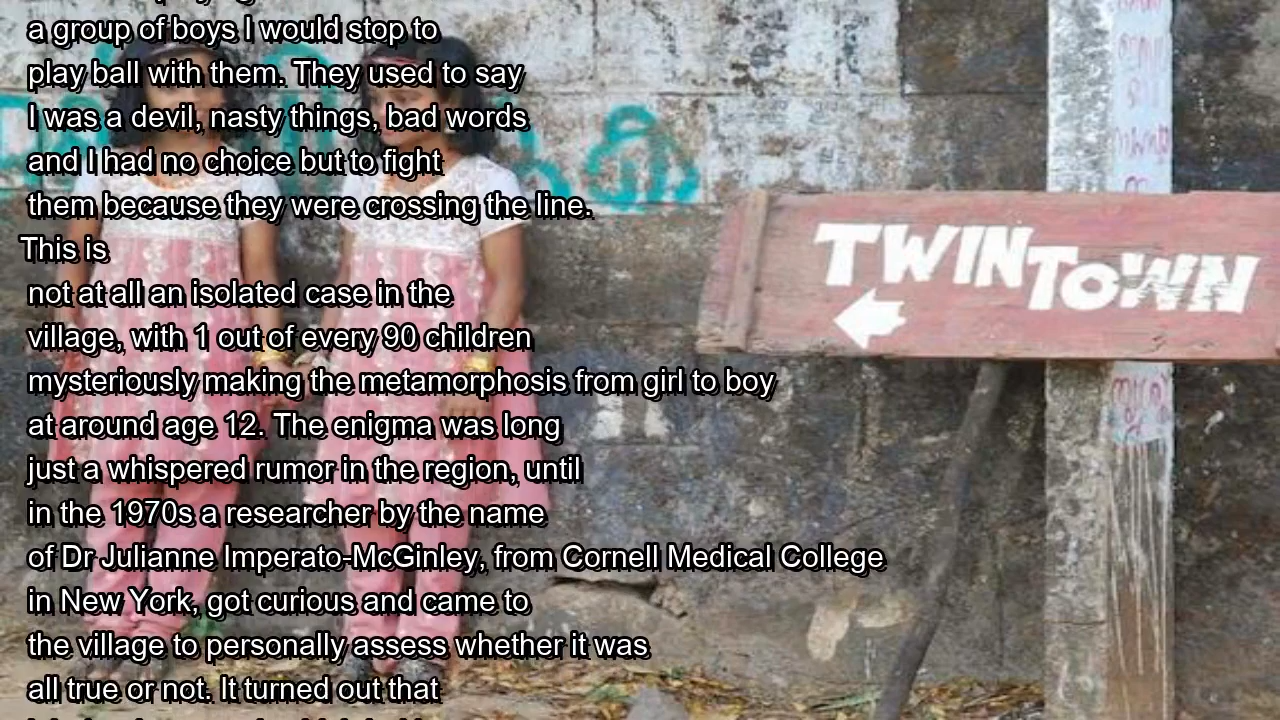 a group of boys I would stop to
play ball with them. They used to say
I was a devil, nasty things, bad words
and I had no choice but to fight
them because they were crossing the line.
This is
not at all an isolated case in the
village, with 1 out of every 90 children
mysteriously making the metamorphosis from girl to boy
at around age 12. The enigma was long
just a whispered rumor in the region, until
in the 1970s a researcher by the name
of Dr Julianne Imperato-McGinley, from Cornell Medical College
in New York, got curious and came to
the village to personally assess whether it was
all true or not. It turned out that
TWINTOWN